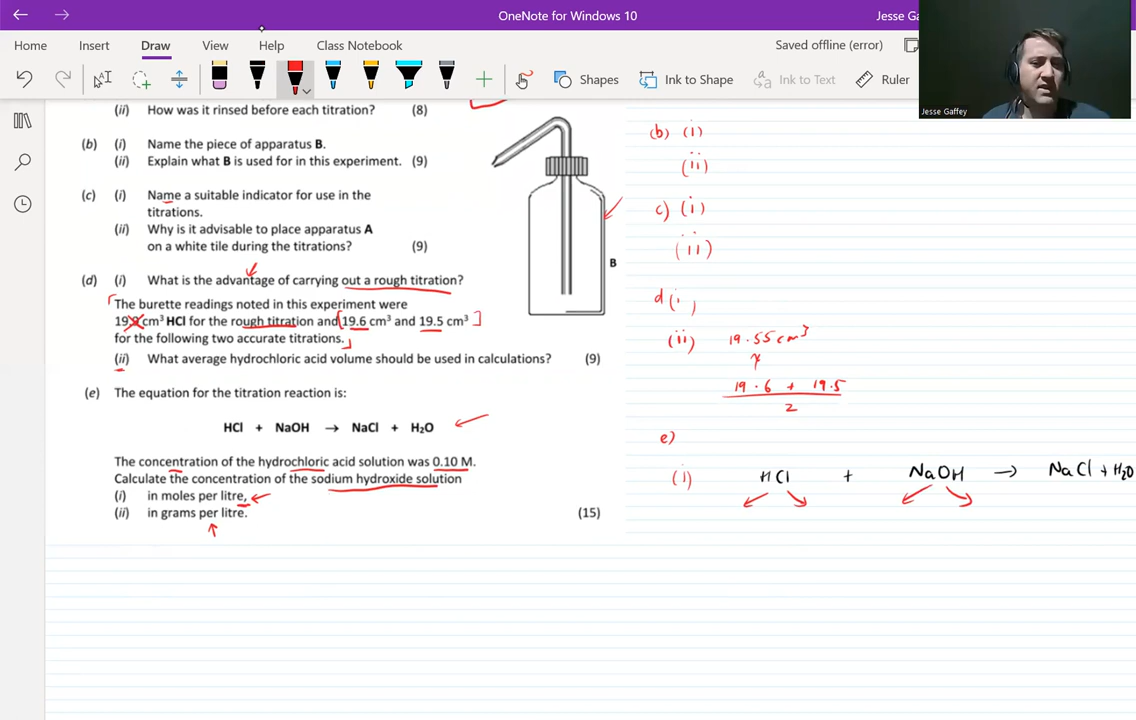 OneNote for Windows 10
Jesse Ga
Home Insert Draw View Help Class Notebook
Saved offline (error)
Shapes Ink to Shape Ink to Text Ruler
Jesse Gaffey
(ii) How was it rinsed before each titration? (8)
(b) (i) Name the piece of apparatus B.
(ii) Explain what B is used for in this experiment. (9)
(c) (i) Name a suitable indicator for use in the
titrations.
(ii) Why is it advisable to place apparatus A
on a white tile during the titrations? (9)
(d) (i) What is the advantage of carrying out a rough titration?
The burette readings noted in this experiment were
19.9 cm³ HCl for the rough titration and [19.6 cm³ and 19.5 cm³]
for the following two accurate titrations.
(ii) What average hydrochloric acid volume should be used in calculations? (9)
(e) The equation for the titration reaction is:
HCl + NaOH → NaCl + H₂O
The concentration of the hydrochloric acid solution was 0.10 M.
Calculate the concentration of the sodium hydroxide solution
(i) in moles per litre,
(ii) in grams per litre.
(15)
B
(b) (i)
(ii)
c) (i)
(ii)
d (i)
(ii) 19.55 cm³
19.6 + 19.5
2
e)
(i) HCl + NaOH → NaCl + H₂O